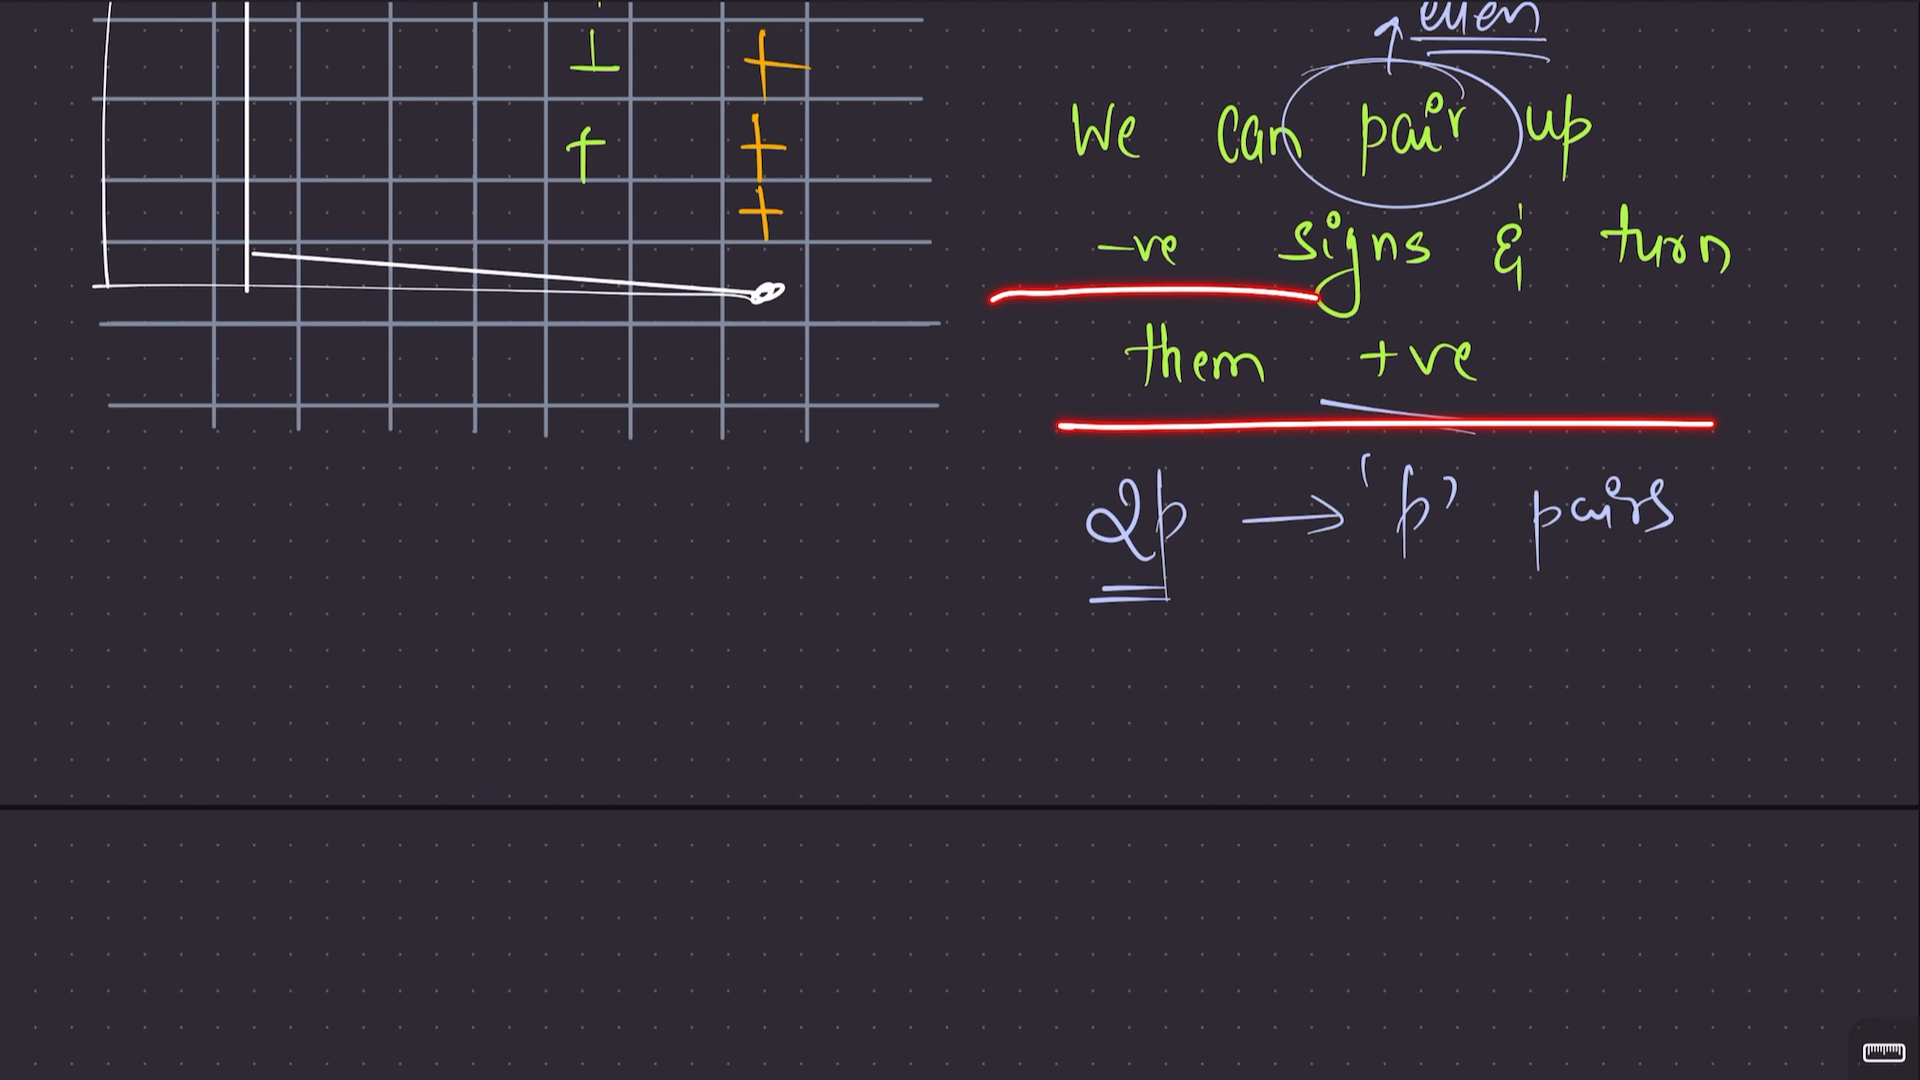 even
We can pair up
-ve signs & turn
them +ve
2p → 'p' pairs
+
+
+
+